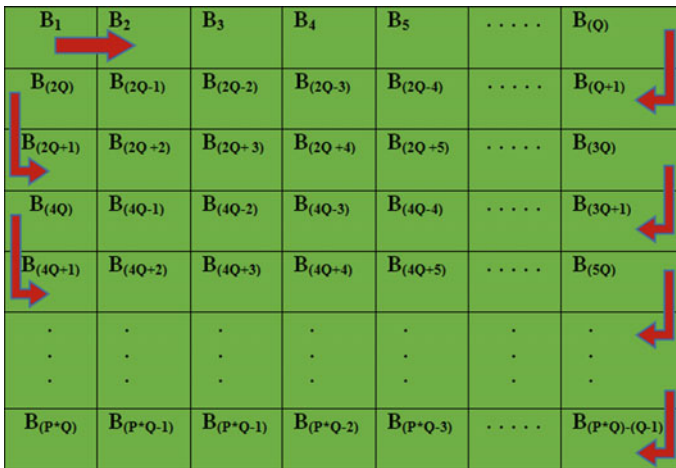 B₁ B₂ B₃ B₄ B₅ ..... B₍Q₎
B₍2Q₎ B₍2Q-1₎ B₍2Q-2₎ B₍2Q-3₎ B₍2Q-4₎ ..... B₍Q+1₎
B₍2Q+1₎ B₍2Q+2₎ B₍2Q+3₎ B₍2Q+4₎ B₍2Q+5₎ ..... B₍3Q₎
B₍4Q₎ B₍4Q-1₎ B₍4Q-2₎ B₍4Q-3₎ B₍4Q-4₎ ..... B₍3Q+1₎
B₍4Q+1₎ B₍4Q+2₎ B₍4Q+3₎ B₍4Q+4₎ B₍4Q+5₎ ..... B₍5Q₎
. . . . . . .
. . . . . . .
. . . . . . .
B₍P*Q₎ B₍P*Q-1₎ B₍P*Q-1₎ B₍P*Q-2₎ B₍P*Q-3₎ ..... B₍P*Q)-(Q-1₎